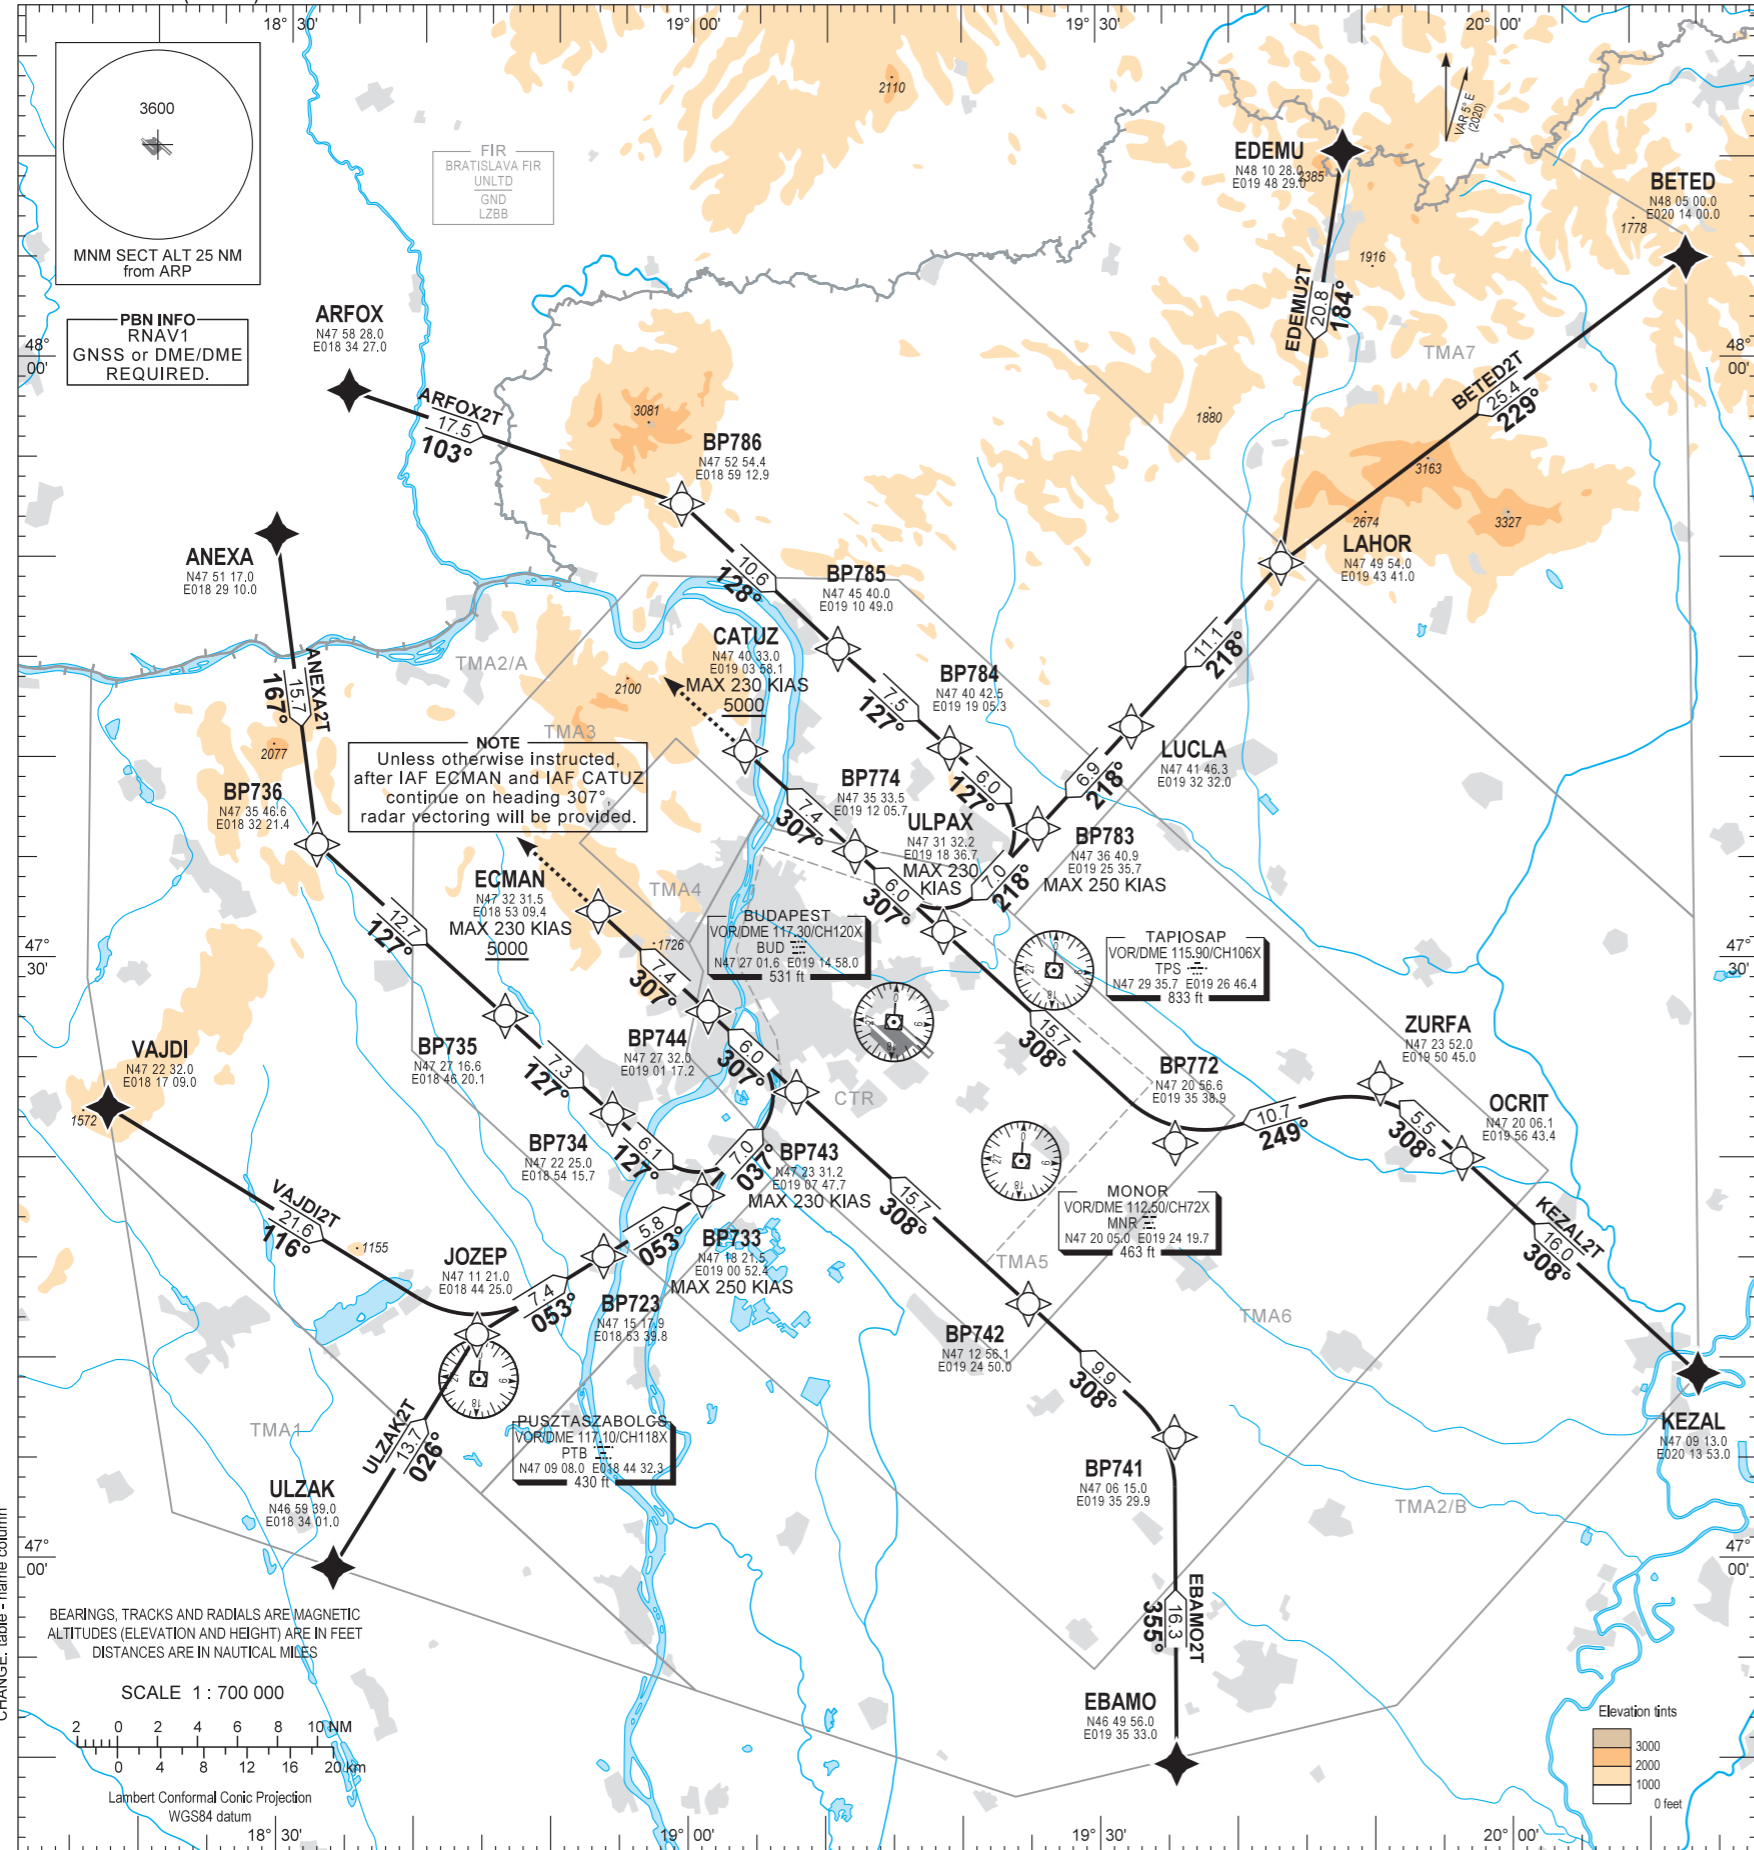 18° 30'
19° 00'
19° 30'
20° 00'
3600
MNM SECT ALT 25 NM
from ARP
PBN INFO
RNAV1
GNSS or DME/DME
REQUIRED.
FIR
BRATISLAVA FIR
UNLTD
GND
LZBB
2110
VAR 5° E
(2020)
EDEMU
N48 10 28.0
E019 48 29.0
2385
BETED
N48 05 00.0
E020 14 00.0
1778
1916
EDEMU2T
20.8
184°
TMA7
BETED2T
25.4
229°
48°
00'
48°
00'
ARFOX
N47 58 28.0
E018 34 27.0
ARFOX2T
17.5
103°
3081
1880
3163
2674
3327
BP786
N47 52 54.4
E018 59 12.9
LAHOR
N47 49 54.0
E019 43 41.0
ANEXA
N47 51 17.0
E018 29 10.0
10.6
128°
BP785
N47 45 40.0
E019 10 49.0
11.1
218°
ANEXA2T
15.7
167°
TMA2/A
CATUZ
N47 40 33.0
E019 03 58.1
MAX 230 KIAS
5000
2100
7.5
127°
BP784
N47 40 42.5
E019 19 05.3
TMA3
2077
NOTE
Unless otherwise instructed,
after IAF ECMAN and IAF CATUZ
continue on heading 307°,
radar vectoring will be provided.
LUCLA
N47 41 46.3
E019 32 32.0
6.9
218°
6.0
127°
BP736
N47 35 46.6
E018 32 21.4
BP774
N47 35 33.5
E019 12 05.7
7.4
307°
ULPAX
N47 31 32.2
E019 18 36.7
MAX 230
KIAS
BP783
N47 36 40.9
E019 25 35.7
MAX 250 KIAS
7.0
218°
6.0
307°
ECMAN
N47 32 31.5
E018 53 09.4
MAX 230 KIAS
5000
TMA4
1726
12.7
127°
7.4
307°
BUDAPEST
VOR/DME 117.30/CH120X
BUD
N47 27 01.6 E019 14 58.0
531 ft
TAPIOSAP
VOR/DME 115.90/CH106X
TPS
N47 29 35.7 E019 26 46.4
833 ft
47°
30'
47°
30'
15.7
308°
ZURFA
N47 23 52.0
E019 50 45.0
BP735
N47 27 16.6
E018 46 20.1
BP744
N47 27 32.0
E019 01 17.2
6.0
307°
VAJDI
N47 22 32.0
E018 17 09.0
1572
7.3
127°
CTR
BP772
N47 20 56.6
E019 35 38.9
10.7
249°
5.5
308°
OCRIT
N47 20 06.1
E019 56 43.4
BP734
N47 22 25.0
E018 54 15.7
6.1
127°
7.0
037°
BP743
N47 23 31.2
E019 07 47.7
MAX 230 KIAS
15.7
308°
MONOR
VOR/DME 112.50/CH72X
MNR
N47 20 05.0 E019 24 19.7
463 ft
VAJDI2T
21.6
116°
1155
5.8
053°
BP733
N47 18 21.5
E019 00 52.4
MAX 250 KIAS
KEZAL2T
16.0
308°
JOZEP
N47 11 21.0
E018 44 25.0
7.4
053°
BP723
N47 15 17.9
E018 53 39.8
TMA5
TMA6
BP742
N47 12 56.1
E019 24 50.0
9.9
308°
TMA1
ULZAK2T
13.7
026°
PUSZTASZABOLCS
VOR/DME 117.10/CH118X
PTB
N47 09 08.0 E018 44 32.3
430 ft
KEZAL
N47 09 13.0
E020 13 53.0
BP741
N47 06 15.0
E019 35 29.9
TMA2/B
ULZAK
N46 59 39.0
E018 34 01.0
47°
00'
47°
00'
EBAMO2T
16.3
355°
EBAMO
N46 49 56.0
E019 35 33.0
CHANGE: table - name column
BEARINGS, TRACKS AND RADIALS ARE MAGNETIC
ALTITUDES (ELEVATION AND HEIGHT) ARE IN FEET
DISTANCES ARE IN NAUTICAL MILES
SCALE 1 : 700 000
2 0 2 4 6 8 10 NM
0 4 8 12 16 20 km
Lambert Conformal Conic Projection
WGS84 datum
Elevation tints
3000
2000
1000
0 feet
18° 30'
19° 00'
19° 30'
20° 00'